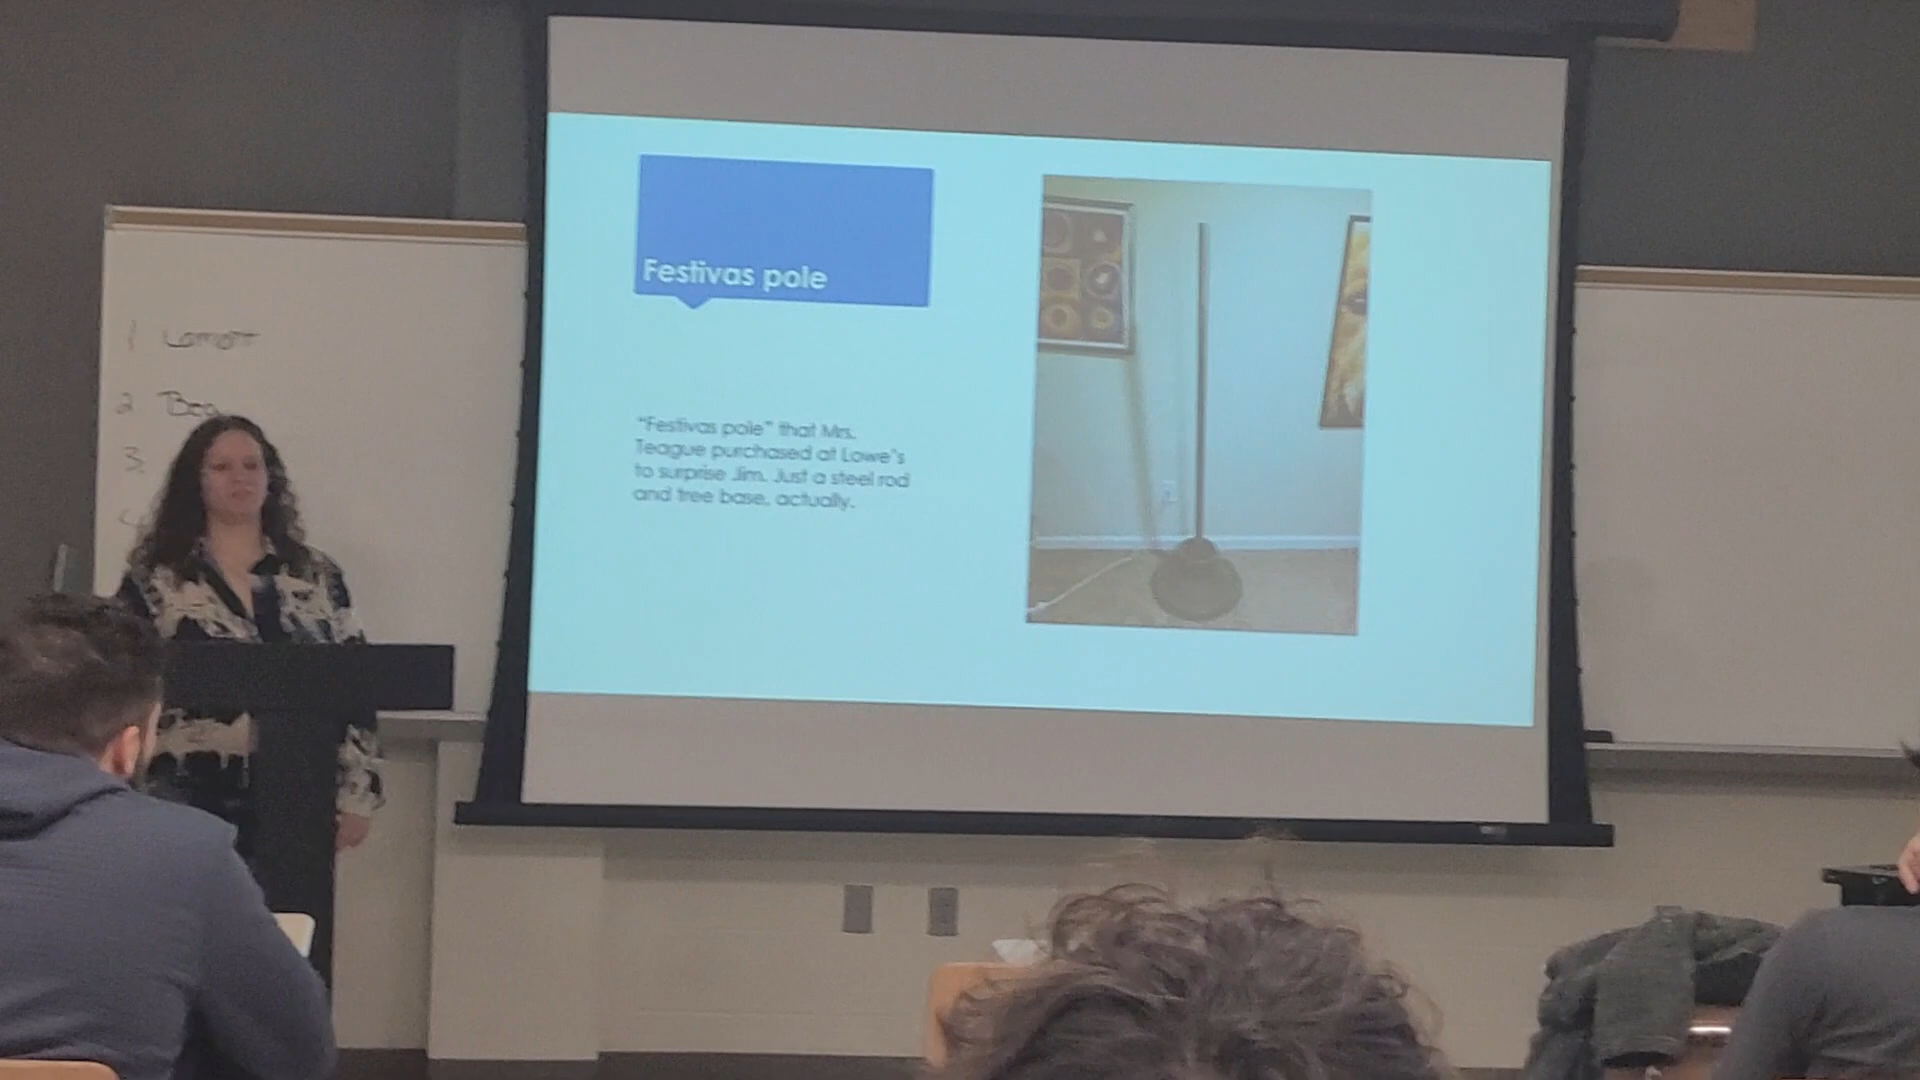 Festivas pole
"Festivas pole" that Mrs.
Teague purchased at Lowe's
to surprise Jim. Just a steel rod
and tree base, actually.
1
2
3.